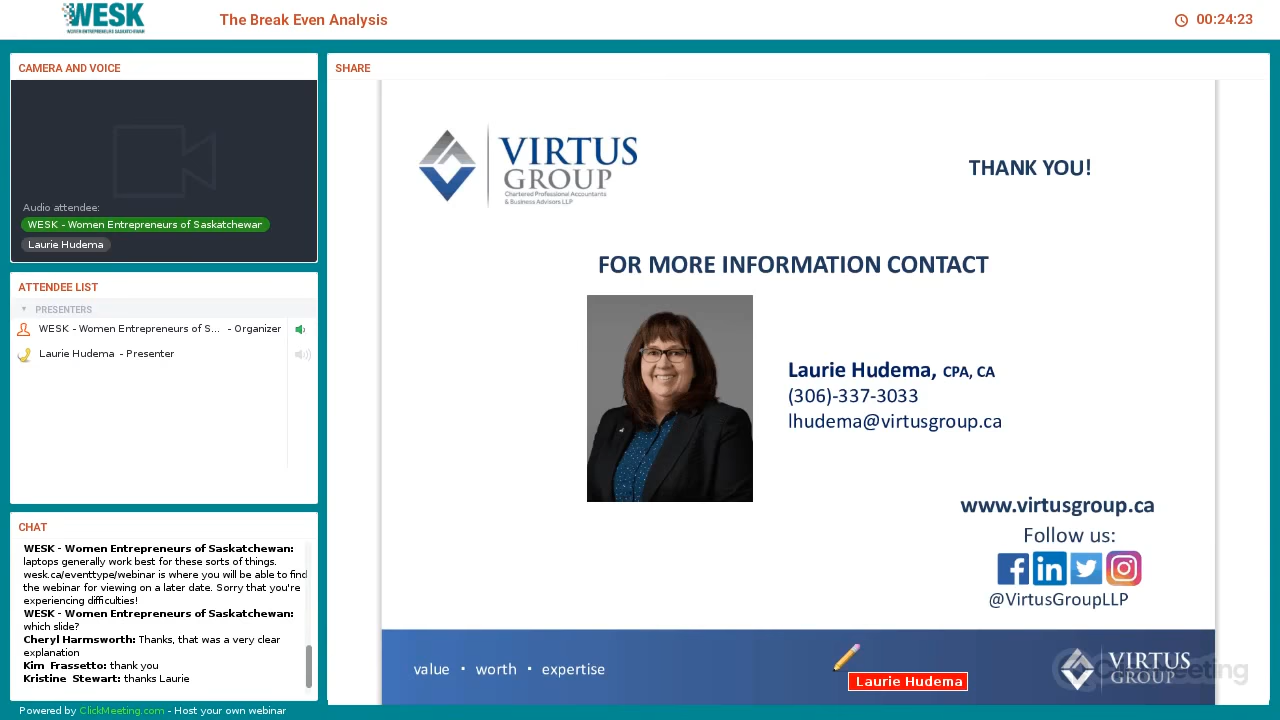 WESK
WOMEN ENTREPRENEURS SASKATCHEWAN
The Break Even Analysis
00:24:23
CAMERA AND VOICE
Audio attendee:
WESK - Women Entrepreneurs of Saskatchewan
Laurie Hudema
ATTENDEE LIST
PRESENTERS
WESK - Women Entrepreneurs of S... - Organizer
Laurie Hudema - Presenter
CHAT
WESK - Women Entrepreneurs of Saskatchewan:
laptops generally work best for these sorts of things.
wesk.ca/eventtype/webinar is where you will be able to find
the webinar for viewing on a later date. Sorry that you're
experiencing difficulties!
WESK - Women Entrepreneurs of Saskatchewan:
which slide?
Cheryl Harmsworth: Thanks, that was a very clear
explanation
Kim Frassetto: thank you
Kristine Stewart: thanks Laurie
Powered by ClickMeeting.com - Host your own webinar
SHARE
VIRTUS
GROUP
Chartered Professional Accountants
& Business Advisors LLP
THANK YOU!
FOR MORE INFORMATION CONTACT
Laurie Hudema, CPA, CA
(306)-337-3033
lhudema@virtusgroup.ca
www.virtusgroup.ca
Follow us:
@VirtusGroupLLP
value · worth · expertise
Laurie Hudema
VIRTUS
GROUP
ClickMeeting